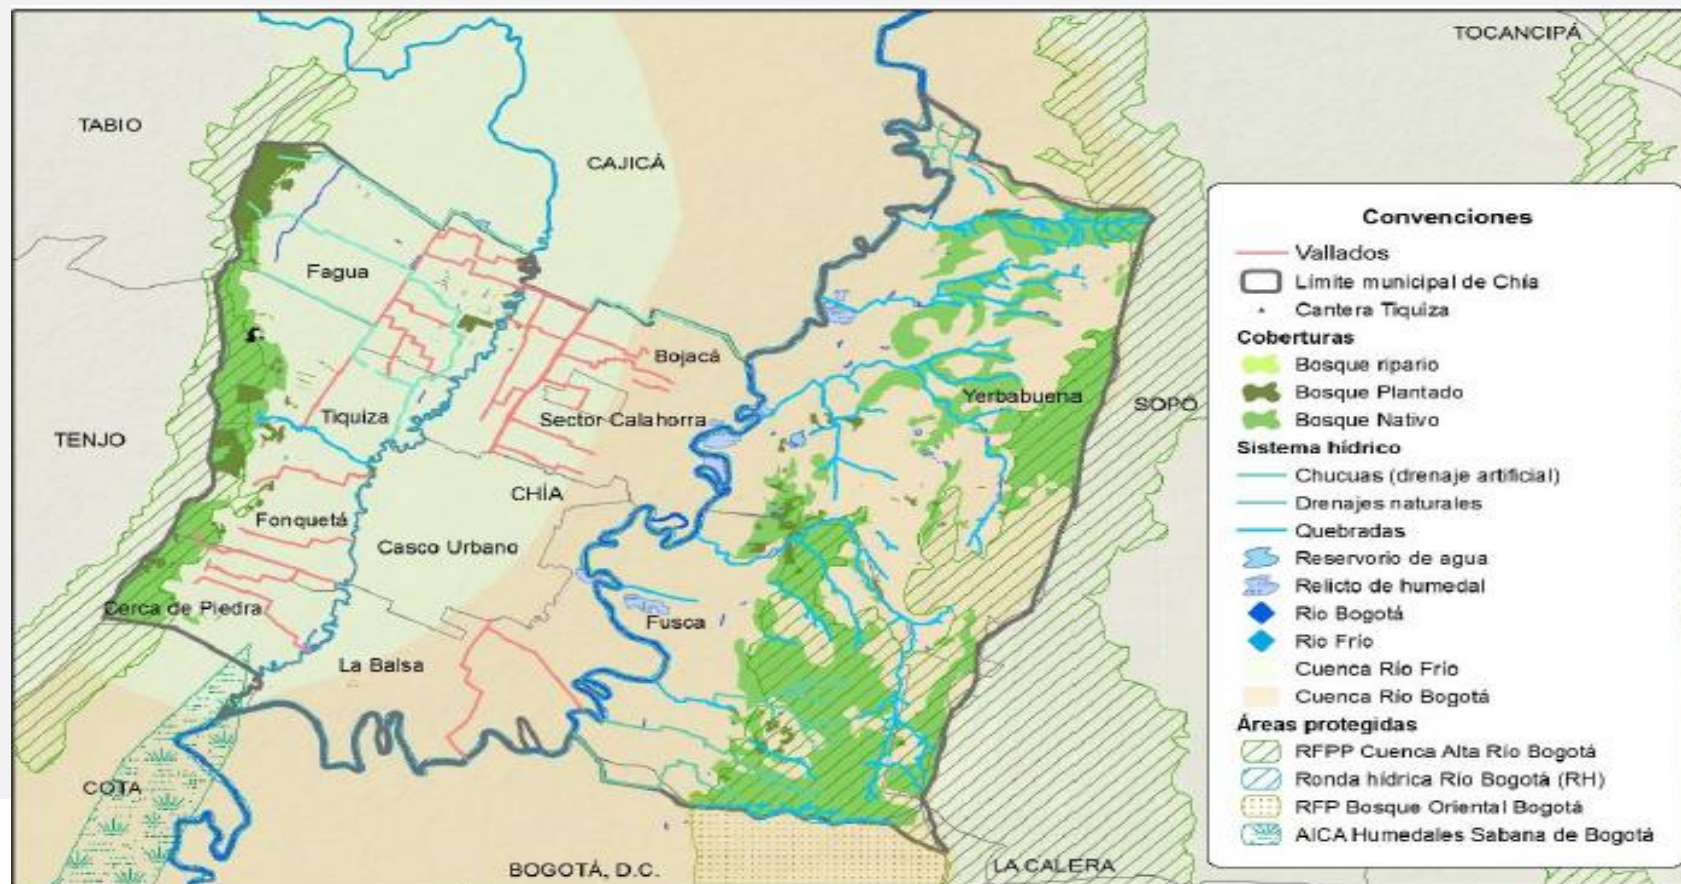 TOCANCIPÁ
TABIO
CAJICÁ
Fagua
Bojacá
Yerbabuena
SOPÓ
Tiquiza
Sector Calahorra
TENJO
CHÍA
Fonquetá
Casco Urbano
Cerca de Piedra
Fusca
La Balsa
COTA
BOGOTÁ, D.C.
LA CALERA
Convenciones
Vallados
Límite municipal de Chía
Cantera Tiquiza
Coberturas
Bosque ripario
Bosque Plantado
Bosque Nativo
Sistema hídrico
Chucuas (drenaje artificial)
Drenajes naturales
Quebradas
Reservorio de agua
Relicto de humedal
Rio Bogotá
Rio Frío
Cuenca Río Frío
Cuenca Río Bogotá
Áreas protegidas
RFPP Cuenca Alta Río Bogotá
Ronda hídrica Río Bogotá (RH)
RFP Bosque Oriental Bogotá
AICA Humedales Sabana de Bogotá